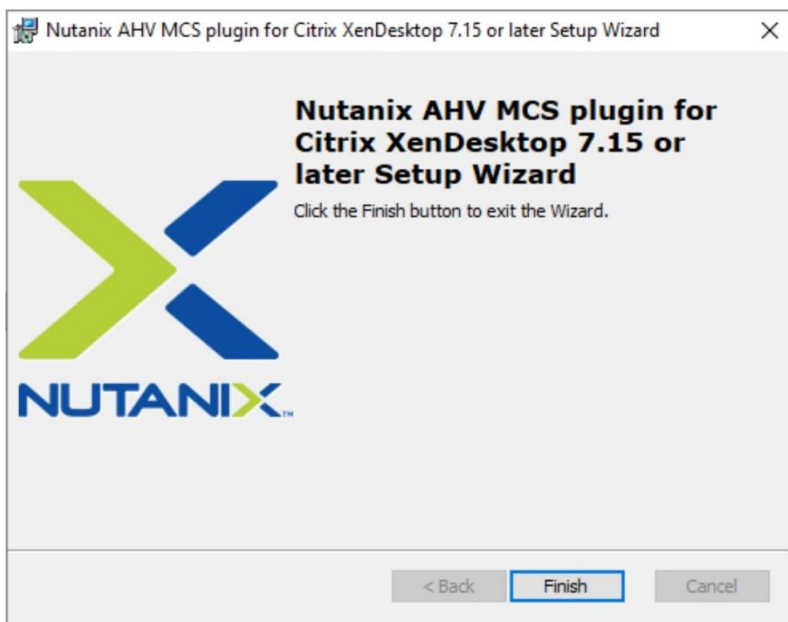 Nutanix AHV MCS plugin for Citrix XenDesktop 7.15 or later Setup Wizard
Nutanix AHV MCS plugin for
Citrix XenDesktop 7.15 or
later Setup Wizard
Click the Finish button to exit the Wizard.
NUTANIX™
< Back
Finish
Cancel